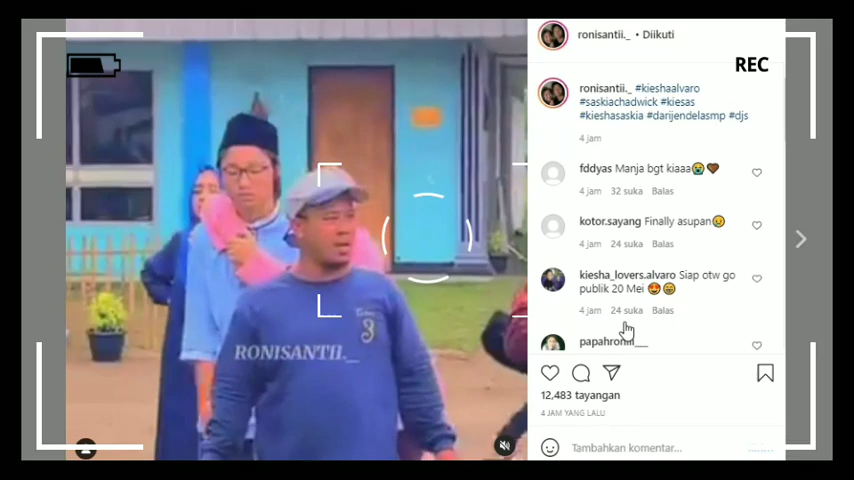 ronisantii._ • Diikuti
REC
ronisantii._ #kieshaalvaro
#saskiachadwick #kiesas
#kieshasaskia #darijendelasmp #djs
4 jam
fddyas Manja bgt kiaaa😭🤎
4 jam 32 suka Balas
kotor.sayang Finally asupan😥
4 jam 24 suka Balas
kiesha_lovers.alvaro Siap otw go
publik 20 Mei 😍😁
4 jam 24 suka Balas
3
RONISANTII._
12,483 tayangan
4 JAM YANG LALU
Tambahkan komentar...